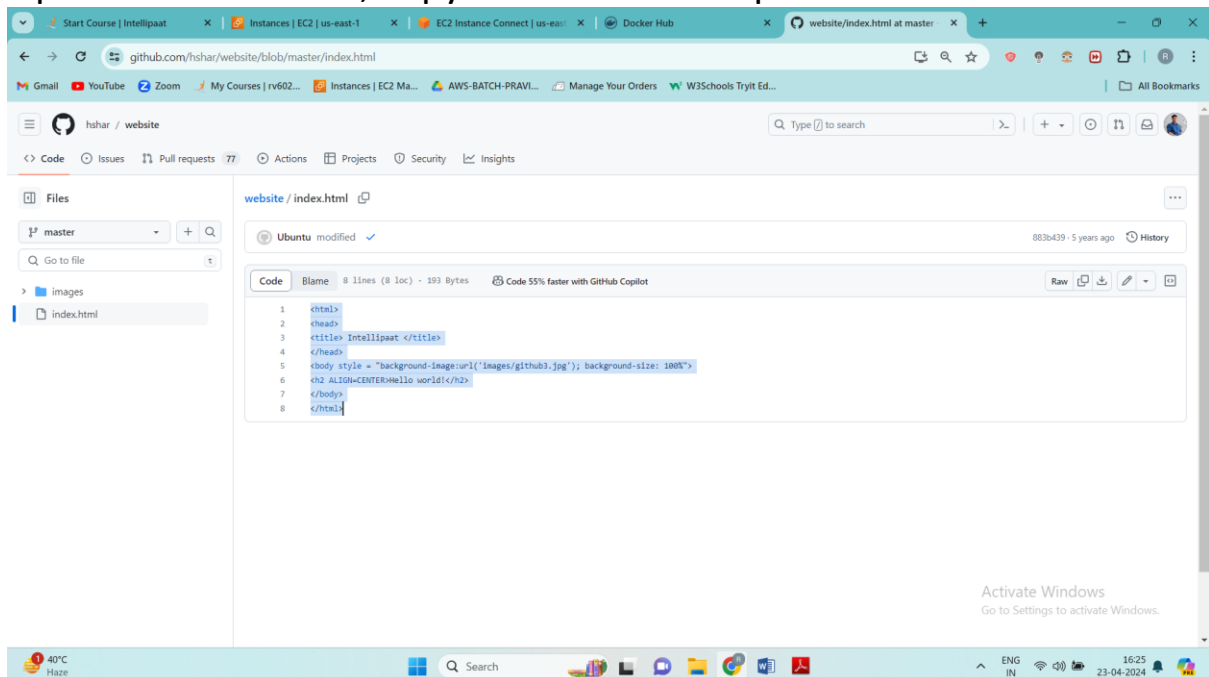 Start Course | Intellipaat
Instances | EC2 | us-east-1
EC2 Instance Connect | us-east
Docker Hub
website/index.html at master
github.com/hshar/website/blob/master/index.html
Gmail YouTube Zoom My Courses | rv602... Instances | EC2 Ma... AWS-BATCH-PRAVI... Manage Your Orders W3Schools Tryit Ed... All Bookmarks
hshar / website
Type / to search
Code Issues Pull requests 77 Actions Projects Security Insights
Files
master
Go to file t
images
index.html
website / index.html
Ubuntu modified
883b439 · 5 years ago History
Code Blame 8 lines (8 loc) · 193 Bytes Code 55% faster with GitHub Copilot Raw
1 <html>
2 <head>
3 <title> Intellipaat </title>
4 </head>
5 <body style = "background-image:url('images/github3.jpg'); background-size: 100%">
6 <h2 ALIGN=CENTER>Hello world!</h2>
7 </body>
8 </html>
Activate Windows
Go to Settings to activate Windows.
1
40°C
Haze
Search
ENG
IN
16:25
23-04-2024